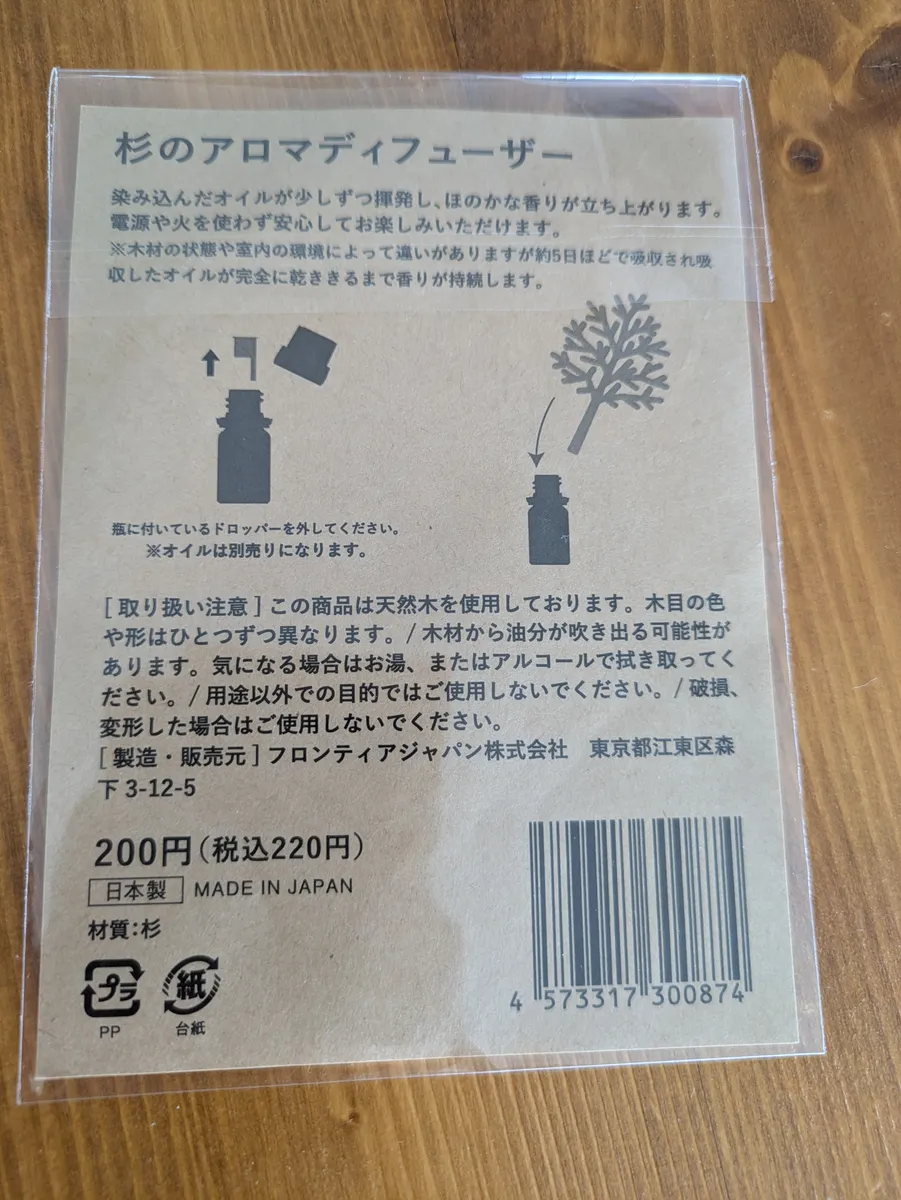 杉のアロマディフューザー
染み込んだオイルが少しずつ揮発し、ほのかな香りが立ち上がります。
電源や火を使わず安心してお楽しみいただけます。
※木材の状態や室内の環境によって違いがありますが約5日ほどで吸収され吸
収したオイルが完全に乾ききるまで香りが持続します。
瓶に付いているドロッパーを外してください。
※オイルは別売りになります。
[ 取り扱い注意 ] この商品は天然木を使用しております。木目の色
や形はひとつずつ異なります。/ 木材から油分が吹き出る可能性が
あります。気になる場合はお湯、またはアルコールで拭き取ってく
ださい。/ 用途以外での目的ではご使用しないでください。/ 破損、
変形した場合はご使用しないでください。
[ 製造・販売元 ] フロンティアジャパン株式会社 東京都江東区森
下 3-12-5
200円(税込220円)
日本製 MADE IN JAPAN
材質:杉
プラ 紙
PP 台紙
4 573317 300874